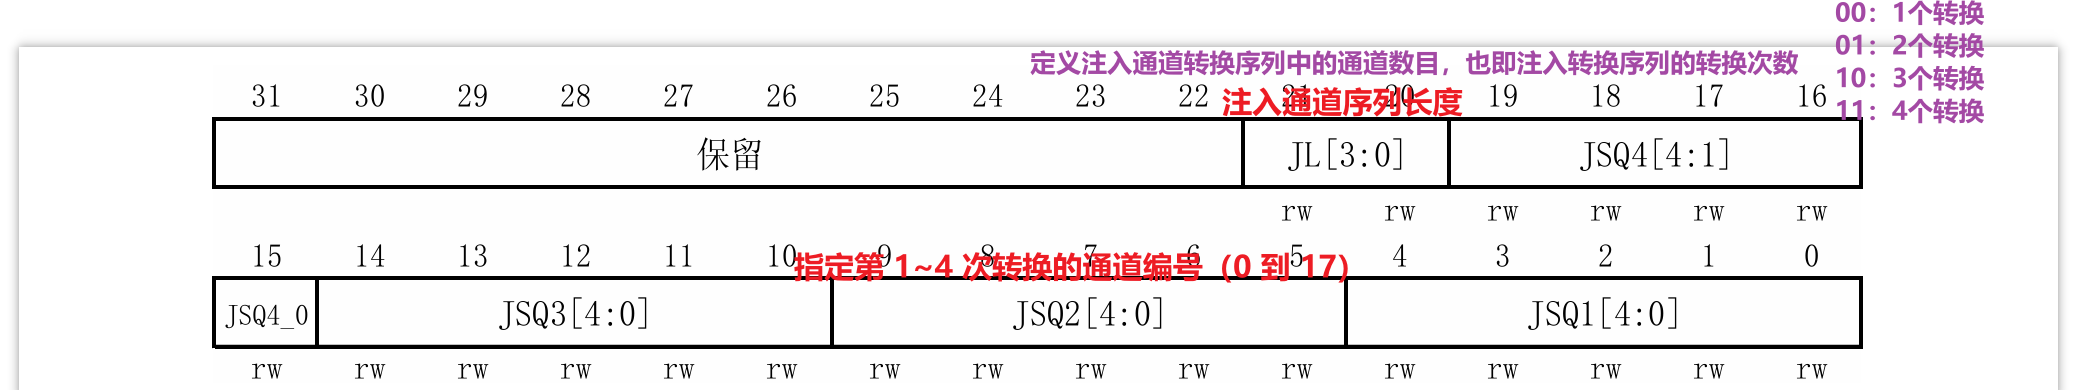 00：1个转换
01：2个转换
定义注入通道转换序列中的通道数目，也即注入转换序列的转换次数
10：3个转换
31 30 29 28 27 26 25 24 23 22 21 20 19 18 17 16
注入通道序列长度
11：4个转换
保留 JL[3:0] JSQ4[4:1]
rw rw rw rw rw rw
15 14 13 12 11 10 9 8 7 6 5 4 3 2 1 0
指定第 1~4 次转换的通道编号（0 到 17）
JSQ4_0 JSQ3[4:0] JSQ2[4:0] JSQ1[4:0]
rw rw rw rw rw rw rw rw rw rw rw rw rw rw rw rw